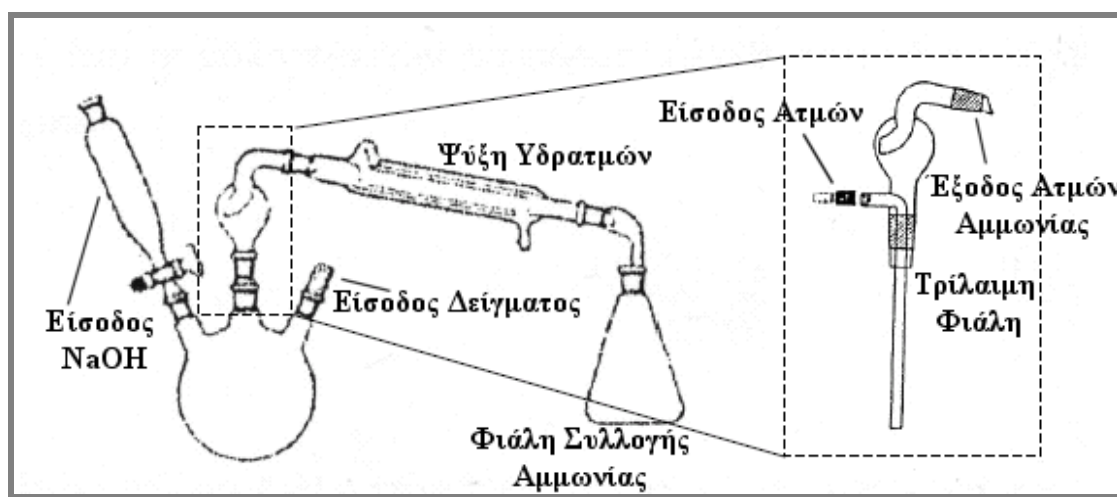 Είσοδος
NaOH
Ψύξη Υδρατμών
Είσοδος Δείγματος
Φιάλη Συλλογής
Αμμωνίας
Είσοδος Ατμών
Έξοδος Ατμών
Αμμωνίας
Τρίλαιμη
Φιάλη